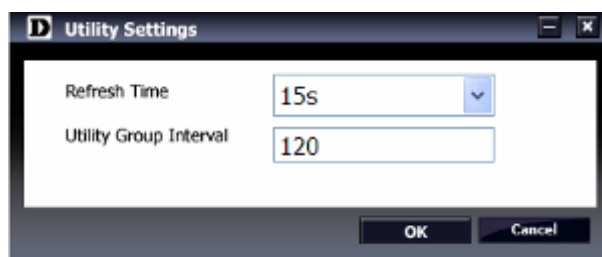 D Utility Settings
Refresh Time 15s
Utility Group Interval 120
OK Cancel